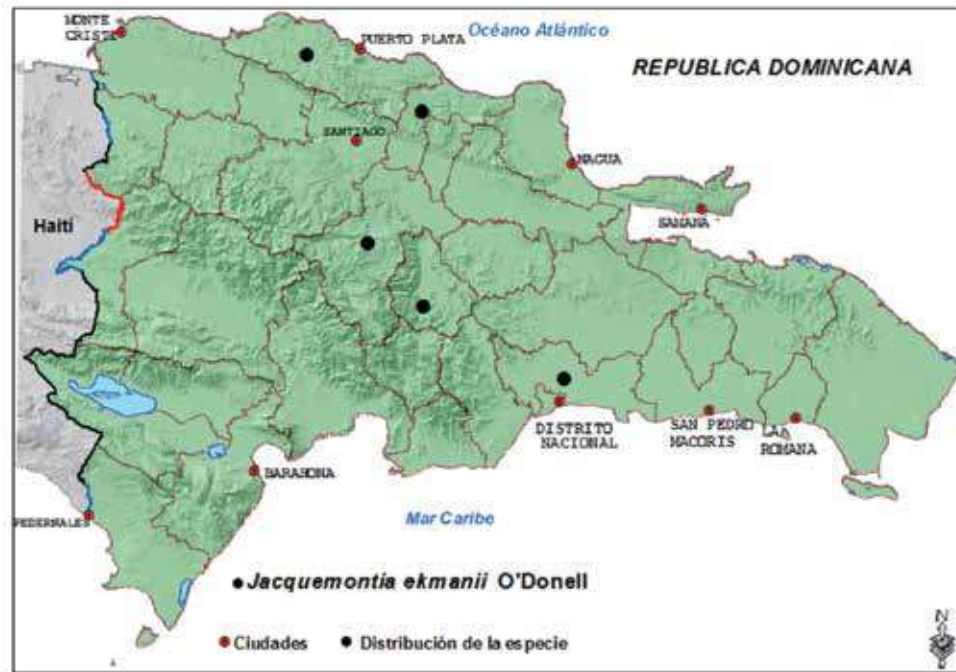 MONTE
CRISTI
PUERTO PLATA
Océano Atlántico
REPUBLICA DOMINICANA
SANTIAGO
NAGUA
SAMANA
Haití
DISTRITO
NACIONAL
SAN PEDRO
MACORIS
LA
ROMANA
BARAHONA
PEDERNALES
Mar Caribe
Jacquemontia ekmanii O'Donell
Ciudades
Distribución de la especie
N